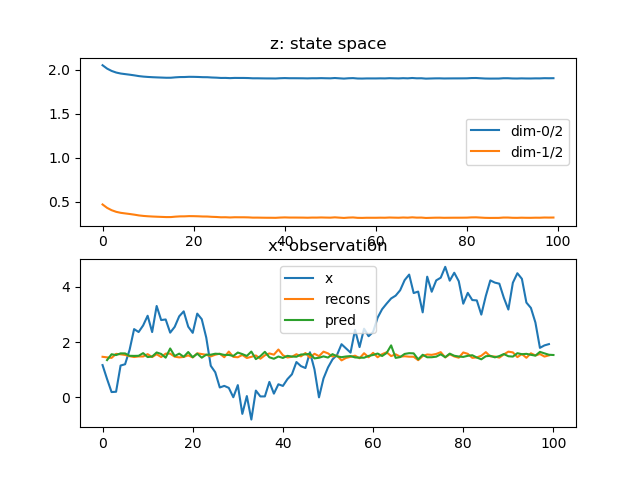 z: state space
2.0
1.5
1.0
0.5
dim-0/2
dim-1/2
0 20 40 60 80 100
x: observation
4
2
0
x
recons
pred
0 20 40 60 80 100